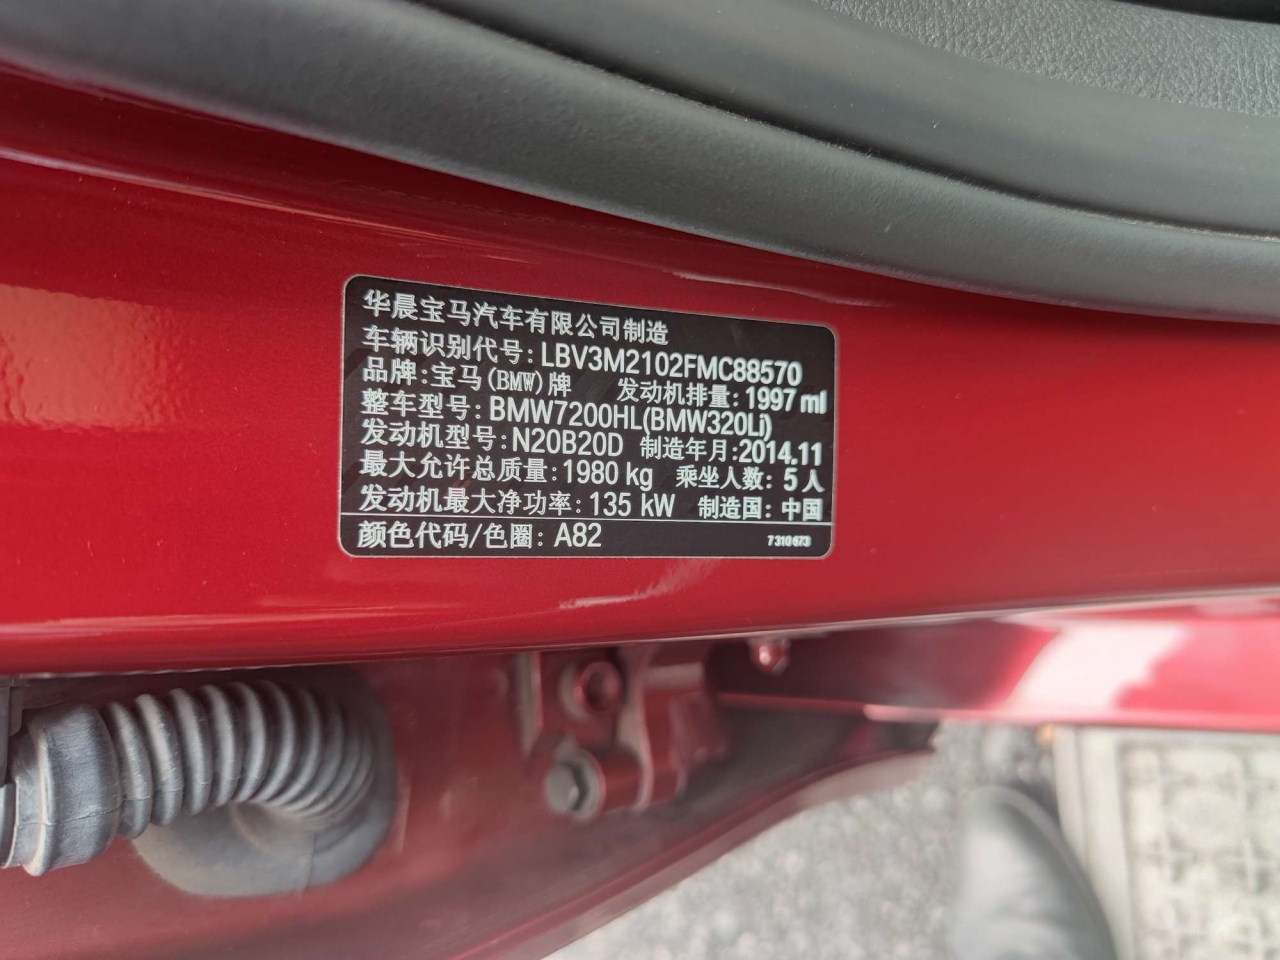 华晨宝马汽车有限公司制造
车辆识别代号: LBV3M2102FMC88570
品牌: 宝马(BMW)牌 发动机排量: 1997 ml
整车型号: BMW7200HL(BMW320Li)
发动机型号: N20B20D 制造年月: 2014.11
最大允许总质量: 1980 kg 乘坐人数: 5人
发动机最大净功率: 135 kW 制造国: 中国
颜色代码/色圈: A82 7310673